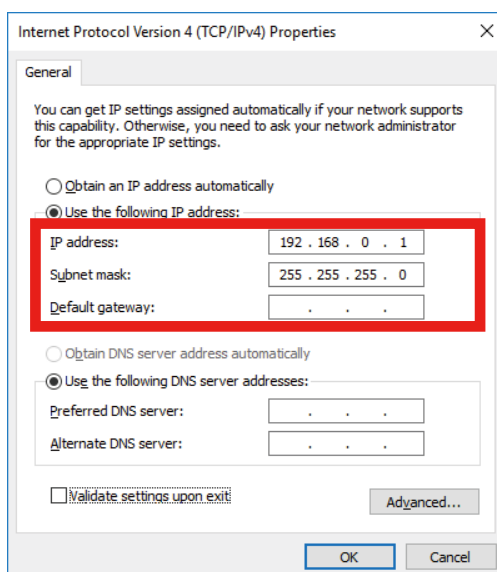 Internet Protocol Version 4 (TCP/IPv4) Properties
General
You can get IP settings assigned automatically if your network supports
this capability. Otherwise, you need to ask your network administrator
for the appropriate IP settings.
Obtain an IP address automatically
Use the following IP address:
IP address: 192 . 168 . 0 . 1
Subnet mask: 255 . 255 . 255 . 0
Default gateway: . . .
Obtain DNS server address automatically
Use the following DNS server addresses:
Preferred DNS server: . . .
Alternate DNS server: . . .
Validate settings upon exit
Advanced...
OK Cancel